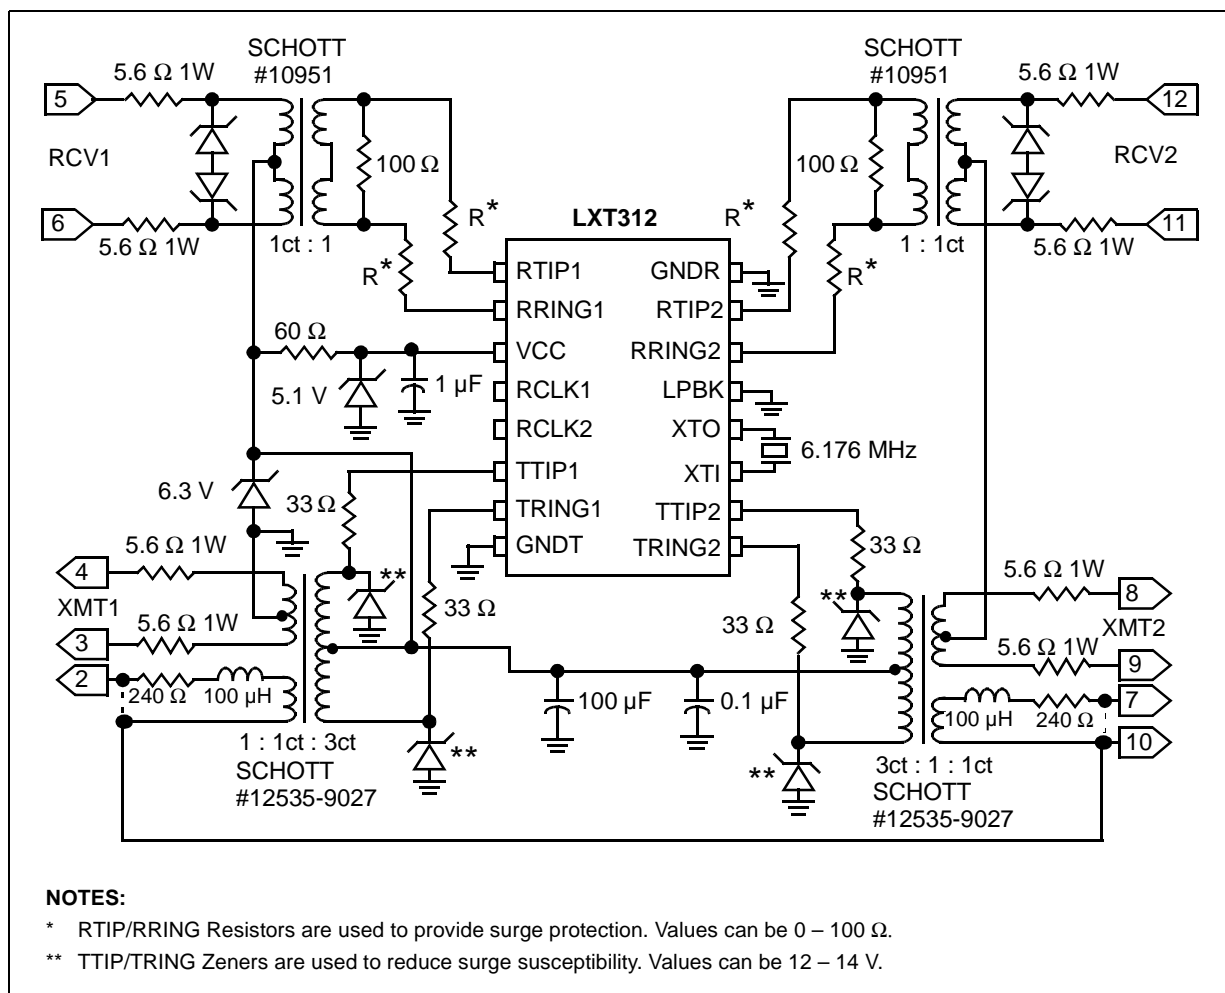 SCHOTT
#10951
SCHOTT
#10951
5.6 Ω 1W
5.6 Ω 1W
5
12
RCV1
100 Ω
100 Ω
RCV2
6
R*
LXT312
R*
11
5.6 Ω 1W
1ct : 1
1 : 1ct
5.6 Ω 1W
R*
R*
RTIP1
GNDR
RRING1
RTIP2
60 Ω
VCC
RRING2
5.1 V
1 µF
RCLK1
LPBK
RCLK2
XTO
6.176 MHz
TTIP1
XTI
6.3 V
33 Ω
TRING1
TTIP2
GNDT
TRING2
33 Ω
5.6 Ω 1W
4
**
5.6 Ω 1W
8
XMT1
33 Ω
33 Ω
**
XMT2
5.6 Ω 1W
3
5.6 Ω 1W
9
2
240 Ω
100 µH
100 µF
0.1 µF
100 µH
240 Ω
7
10
1 : 1ct : 3ct
SCHOTT
#12535-9027
**
**
3ct : 1 : 1ct
SCHOTT
#12535-9027
NOTES:
* RTIP/RRING Resistors are used to provide surge protection. Values can be 0 – 100 Ω.
** TTIP/TRING Zeners are used to reduce surge susceptibility. Values can be 12 – 14 V.